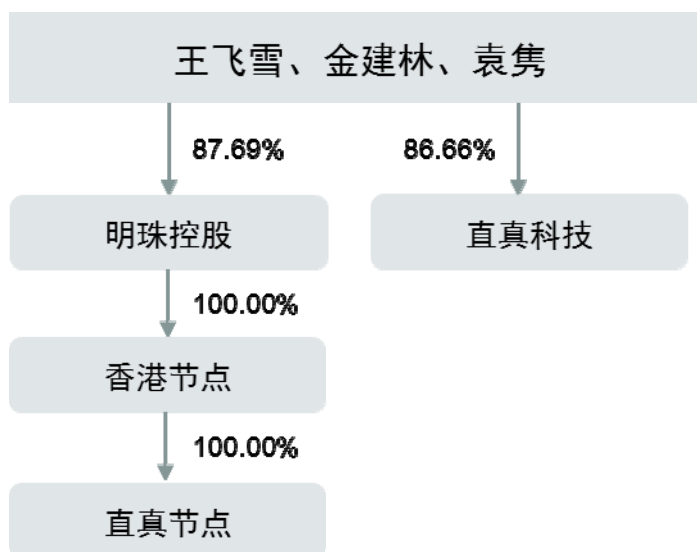 王飞雪、金建林、袁隽
87.69%
86.66%
明珠控股
直真科技
100.00%
香港节点
100.00%
直真节点